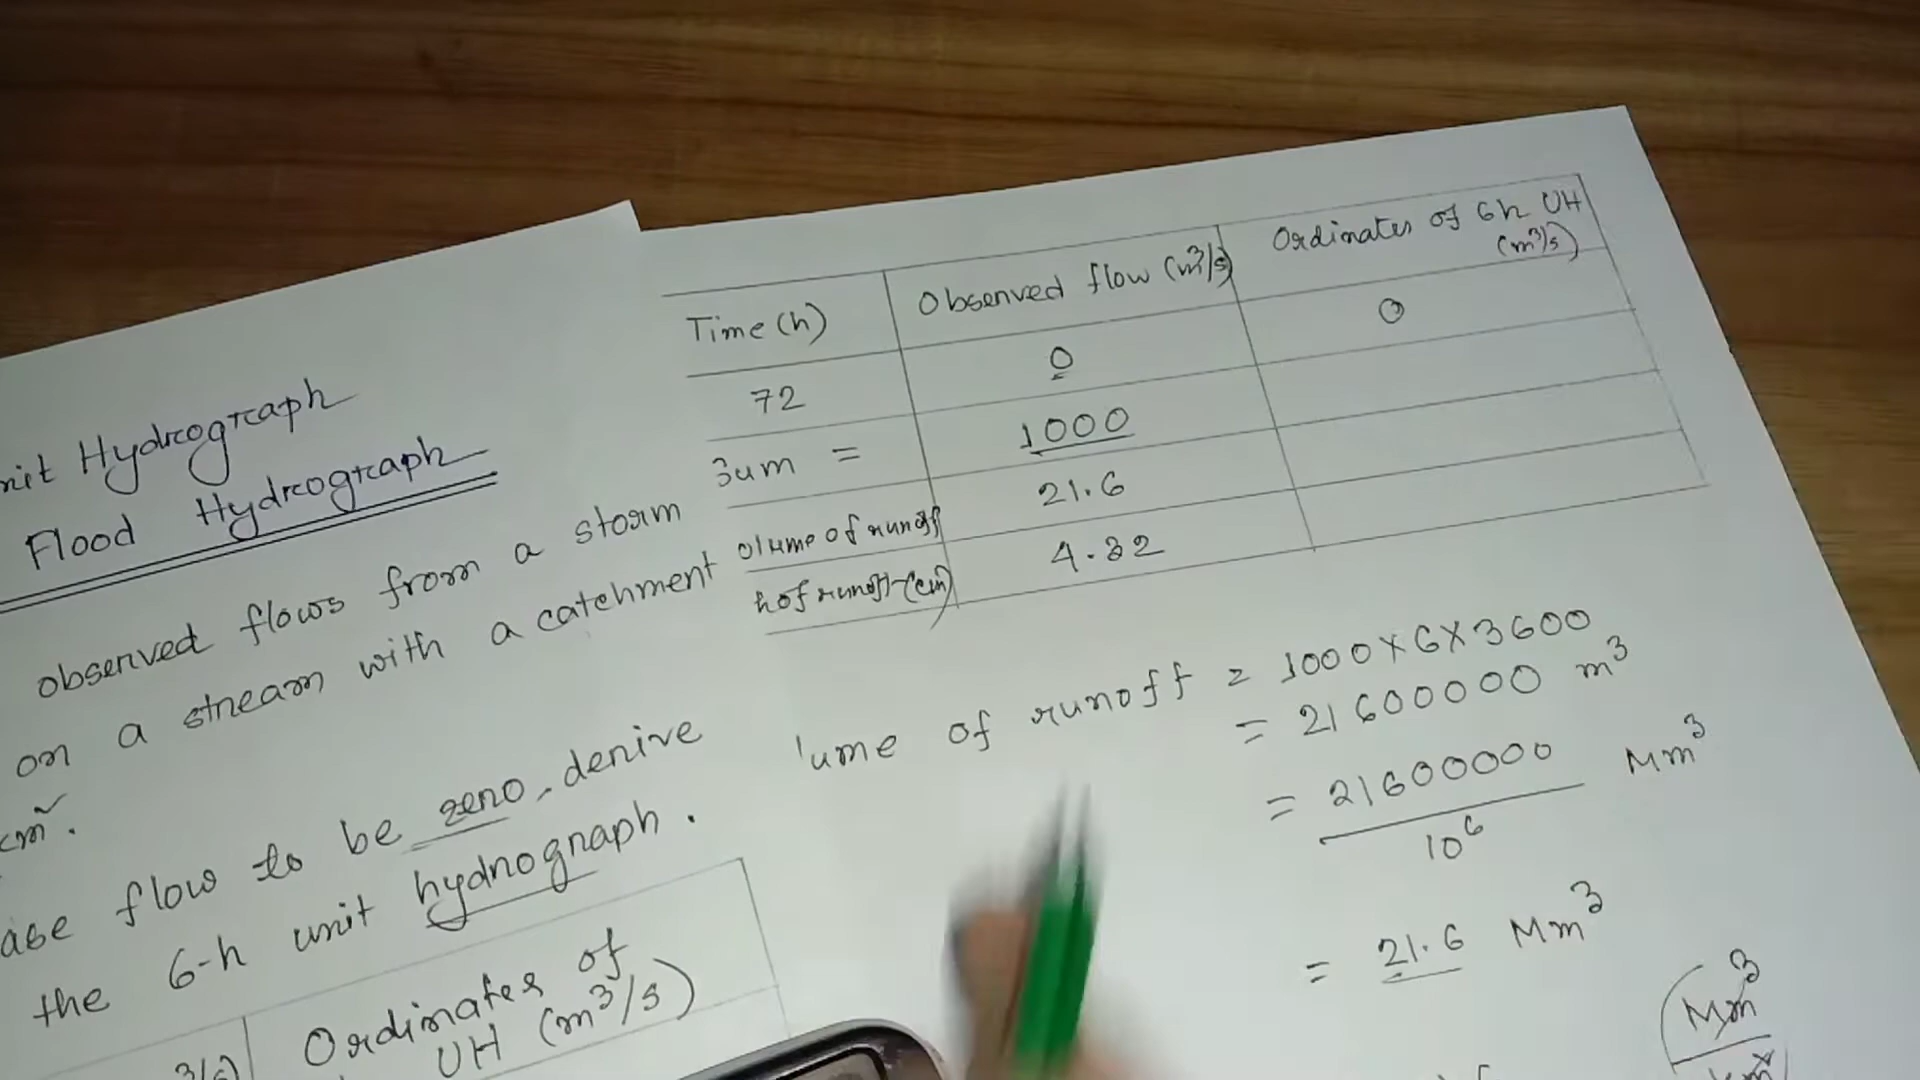 nit Hydrograph
Flood Hydrograph
observed flows from a storm
on a stream with a catchment
ase flow to be zero, derive
the 6-h unit hydrograph.
Ordinates of
UH (m³/s)
Time (h) Observed flow (m³/s) Ordinates of 6h UH (m³/s)
72 0 0
Sum = 1000
olume of runoff 21.6
h of runoff (cm) 4.32
ume of runoff = 1000 × 6 × 3600
= 21600000 m³
= 21600000 / 10⁶ Mm³
= 21.6 Mm³
Mm³